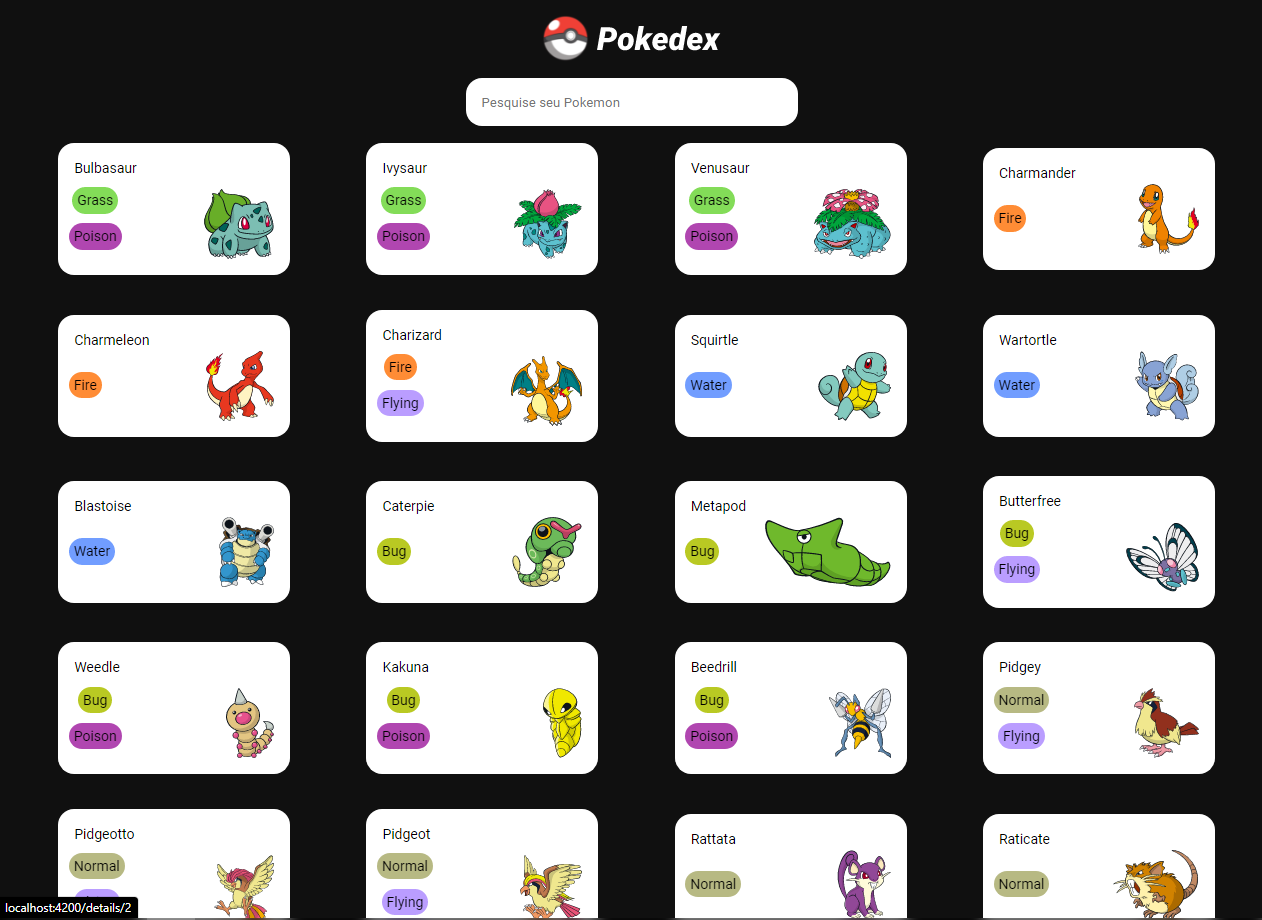 Pokedex
Pesquise seu Pokemon
Bulbasaur
Grass
Poison
Ivysaur
Grass
Poison
Venusaur
Grass
Poison
Charmander
Fire
Charmeleon
Fire
Charizard
Fire
Flying
Squirtle
Water
Wartortle
Water
Blastoise
Water
Caterpie
Bug
Metapod
Bug
Butterfree
Bug
Flying
Weedle
Bug
Poison
Kakuna
Bug
Poison
Beedrill
Bug
Poison
Pidgey
Normal
Flying
Pidgeotto
Normal
Pidgeot
Normal
Flying
Rattata
Normal
Raticate
Normal
localhost:4200/details/2